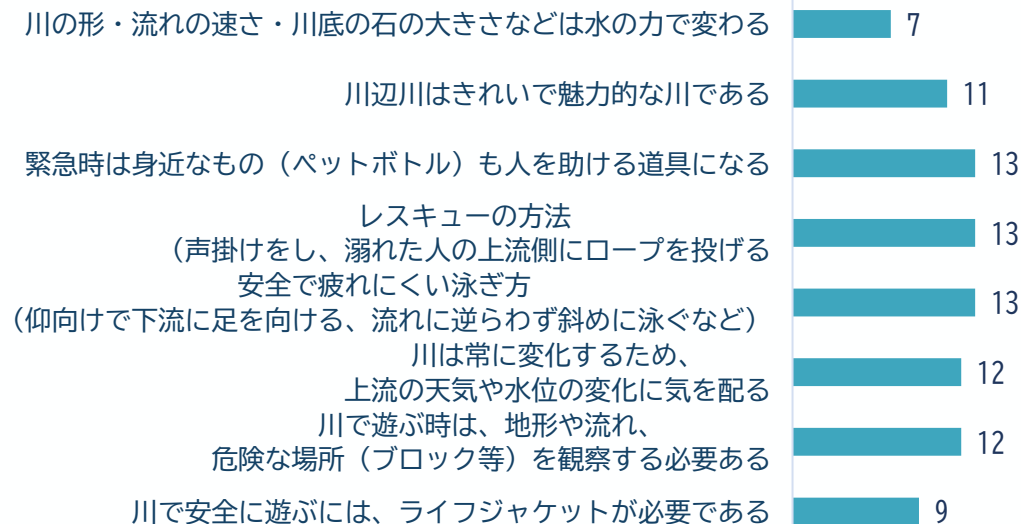 川の形・流れの速さ・川底の石の大きさなどは水の力で変わる
7
川辺川はきれいで魅力的な川である
11
緊急時は身近なもの（ペットボトル）も人を助ける道具になる
13
レスキューの方法
（声掛けをし、溺れた人の上流側にロープを投げる
13
安全で疲れにくい泳ぎ方
（仰向けで下流に足を向ける、流れに逆らわず斜めに泳ぐなど）
13
川は常に変化するため、
上流の天気や水位の変化に気を配る
12
川で遊ぶ時は、地形や流れ、
危険な場所（ブロック等）を観察する必要ある
12
川で安全に遊ぶには、ライフジャケットが必要である
9